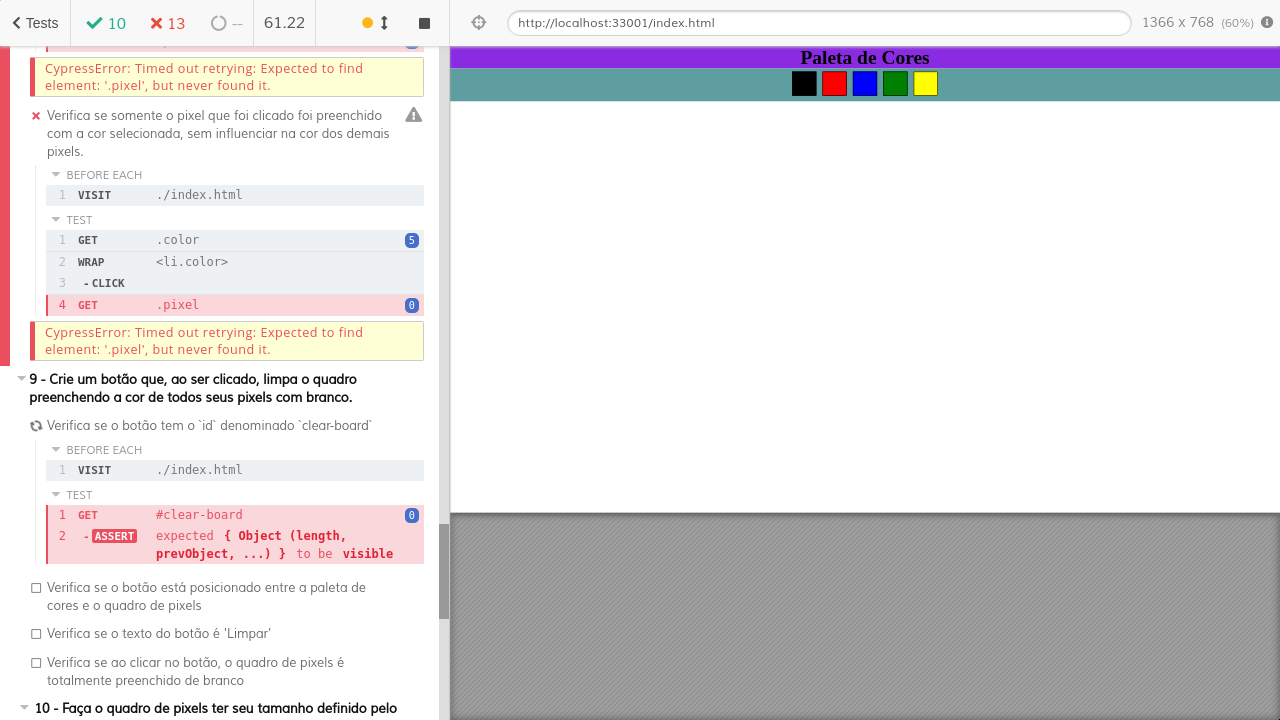 Tests
10
13
--
61.22
http://localhost:33001/index.html
1366 x 768 (60%)
CypressError: Timed out retrying: Expected to find
element: '.pixel', but never found it.
Verifica se somente o pixel que foi clicado foi preenchido
com a cor selecionada, sem influenciar na cor dos demais
pixels.
BEFORE EACH
1 VISIT ./index.html
TEST
1 GET .color 5
2 WRAP <li.color>
3 -CLICK
4 GET .pixel 0
CypressError: Timed out retrying: Expected to find
element: '.pixel', but never found it.
9 - Crie um botão que, ao ser clicado, limpa o quadro
preenchendo a cor de todos seus pixels com branco.
Verifica se o botão tem o `id` denominado `clear-board`
BEFORE EACH
1 VISIT ./index.html
TEST
1 GET #clear-board 0
2 -ASSERT expected { Object (length,
prevObject, ...) } to be visible
Verifica se o botão está posicionado entre a paleta de
cores e o quadro de pixels
Verifica se o texto do botão é 'Limpar'
Verifica se ao clicar no botão, o quadro de pixels é
totalmente preenchido de branco
10 - Faça o quadro de pixels ter seu tamanho definido pelo
Paleta de Cores